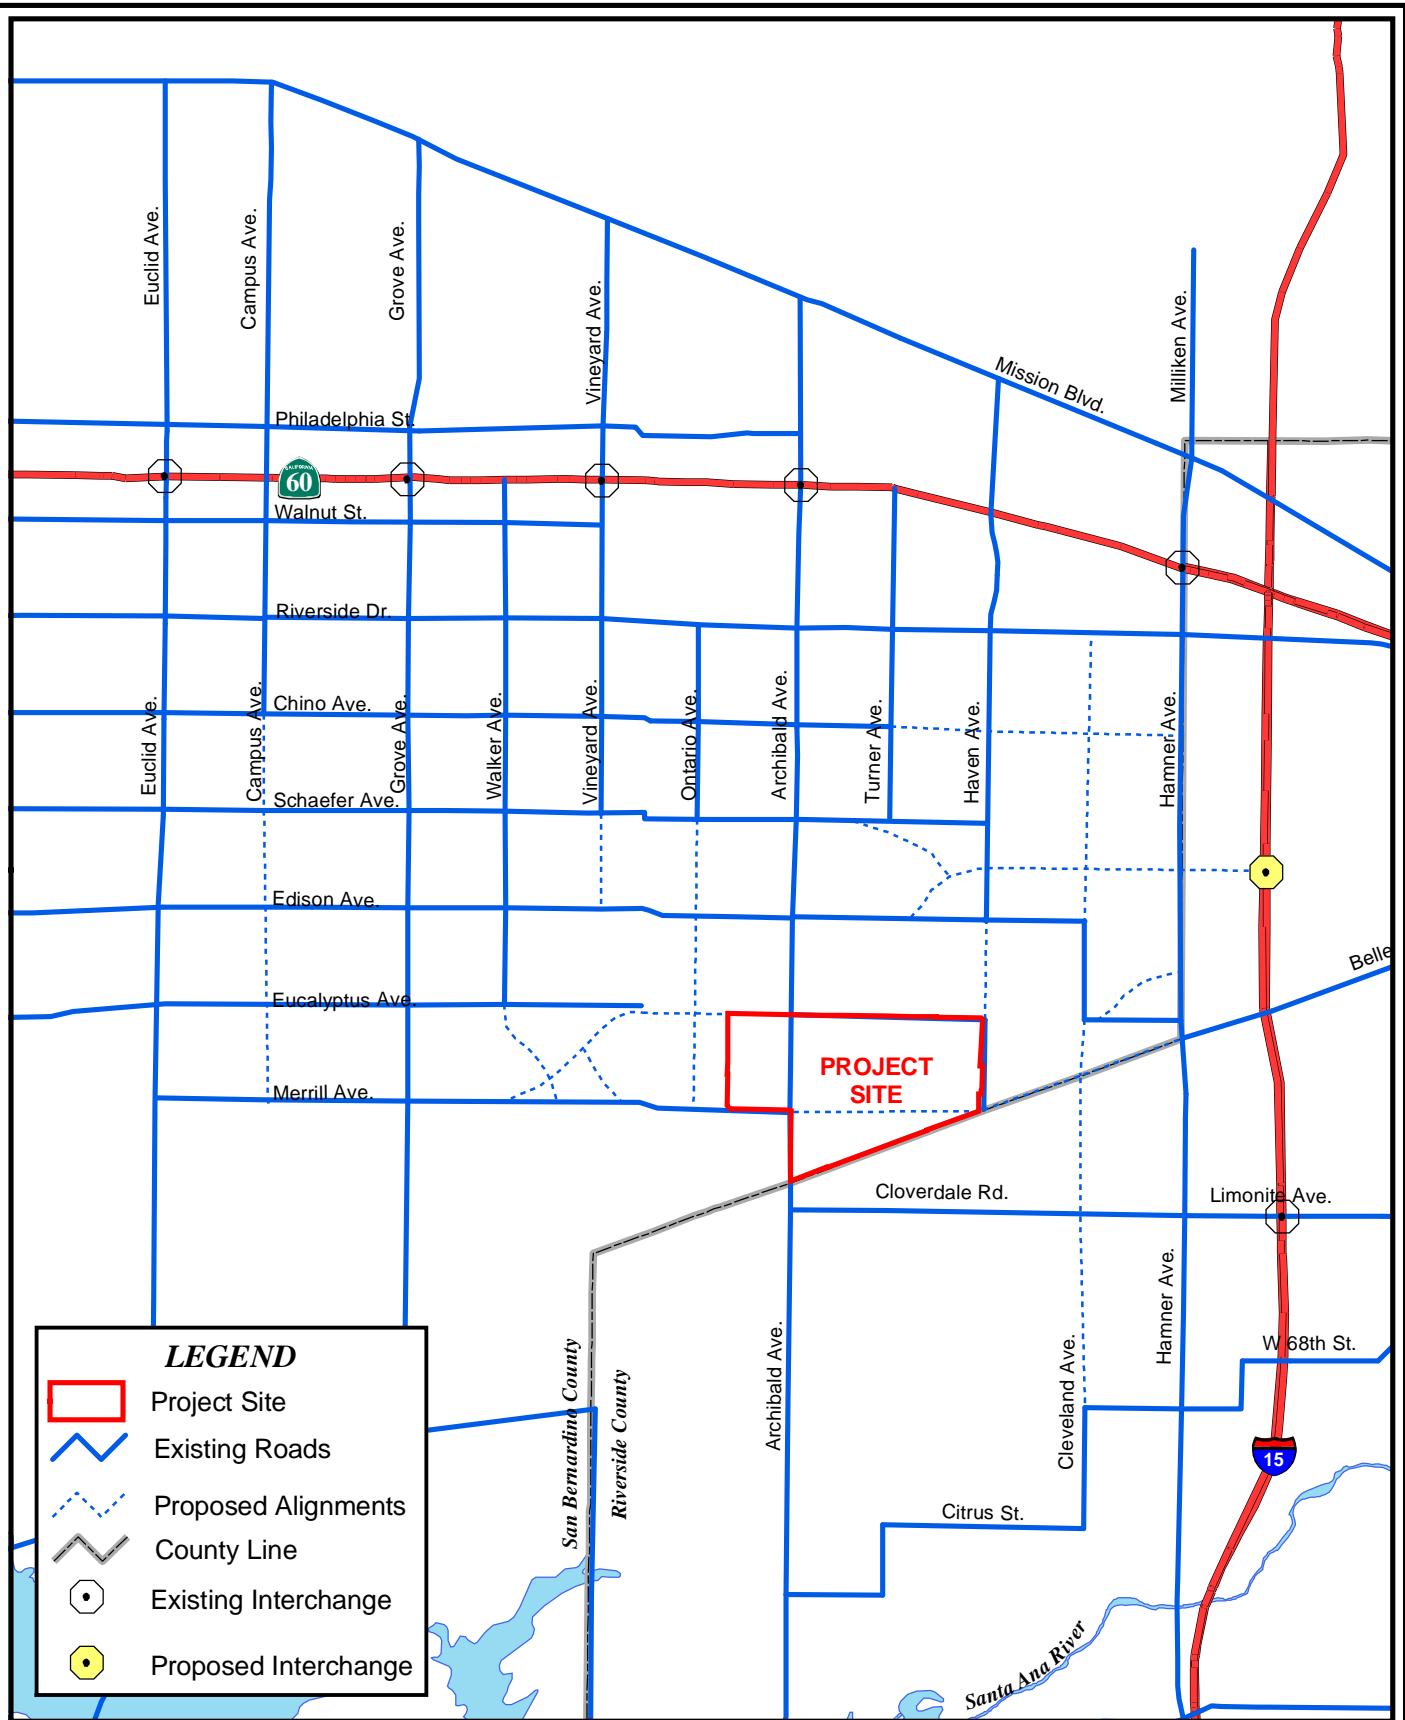 Euclid Ave.
Campus Ave.
Grove Ave.
Vineyard Ave.
Milliken Ave.
Mission Blvd.
Philadelphia St.
CALIFORNIA
60
Walnut St.
Riverside Dr.
Euclid Ave.
Campus Ave.
Chino Ave.
Grove Ave.
Walker Ave.
Vineyard Ave.
Ontario Ave.
Archibald Ave.
Turner Ave.
Haven Ave.
Hamner Ave.
Schaefer Ave.
Edison Ave.
Belle
Eucalyptus Ave.
PROJECT
SITE
Merrill Ave.
Cloverdale Rd.
Limonite Ave.
Hamner Ave.
W 68th St.
Archibald Ave.
Cleveland Ave.
San Bernardino County
Riverside County
15
Citrus St.
Santa Ana River
LEGEND
Project Site
Existing Roads
Proposed Alignments
County Line
Existing Interchange
Proposed Interchange